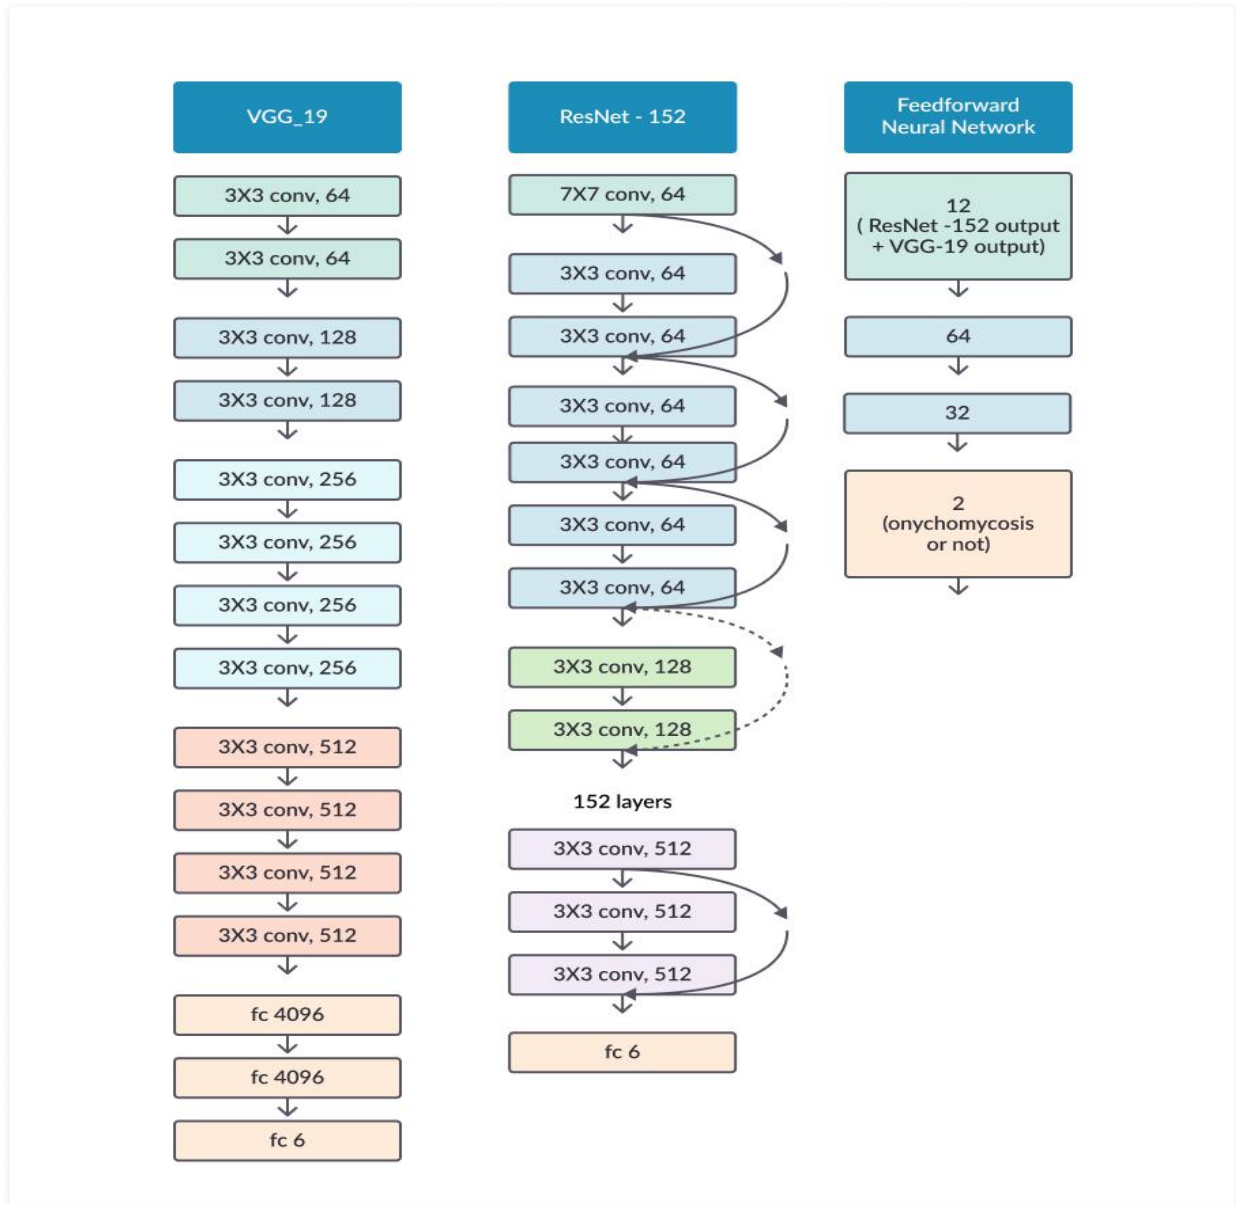 VGG_19
3X3 conv, 64
3X3 conv, 64
3X3 conv, 128
3X3 conv, 128
3X3 conv, 256
3X3 conv, 256
3X3 conv, 256
3X3 conv, 256
3X3 conv, 512
3X3 conv, 512
3X3 conv, 512
3X3 conv, 512
fc 4096
fc 4096
fc 6
ResNet - 152
7X7 conv, 64
3X3 conv, 64
3X3 conv, 64
3X3 conv, 64
3X3 conv, 64
3X3 conv, 64
3X3 conv, 64
3X3 conv, 128
3X3 conv, 128
152 layers
3X3 conv, 512
3X3 conv, 512
3X3 conv, 512
fc 6
Feedforward
Neural Network
12
( ResNet -152 output
+ VGG-19 output)
64
32
2
(onychomycosis
or not)